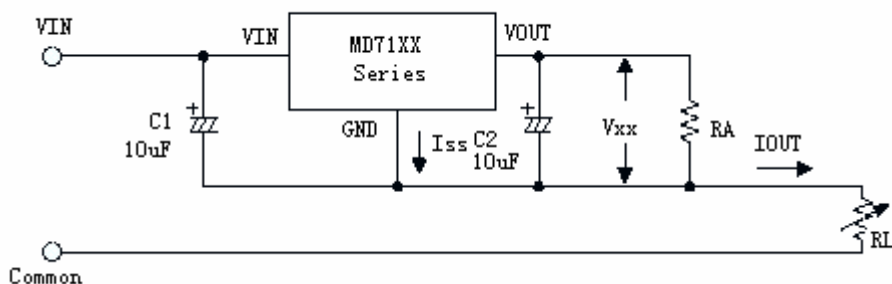 VIN
VIN
MD71XX
Series
VOUT
+
C1
10uF
GND
Iss
C2
10uF
+
Vxx
RA
IOUT
RL
Common